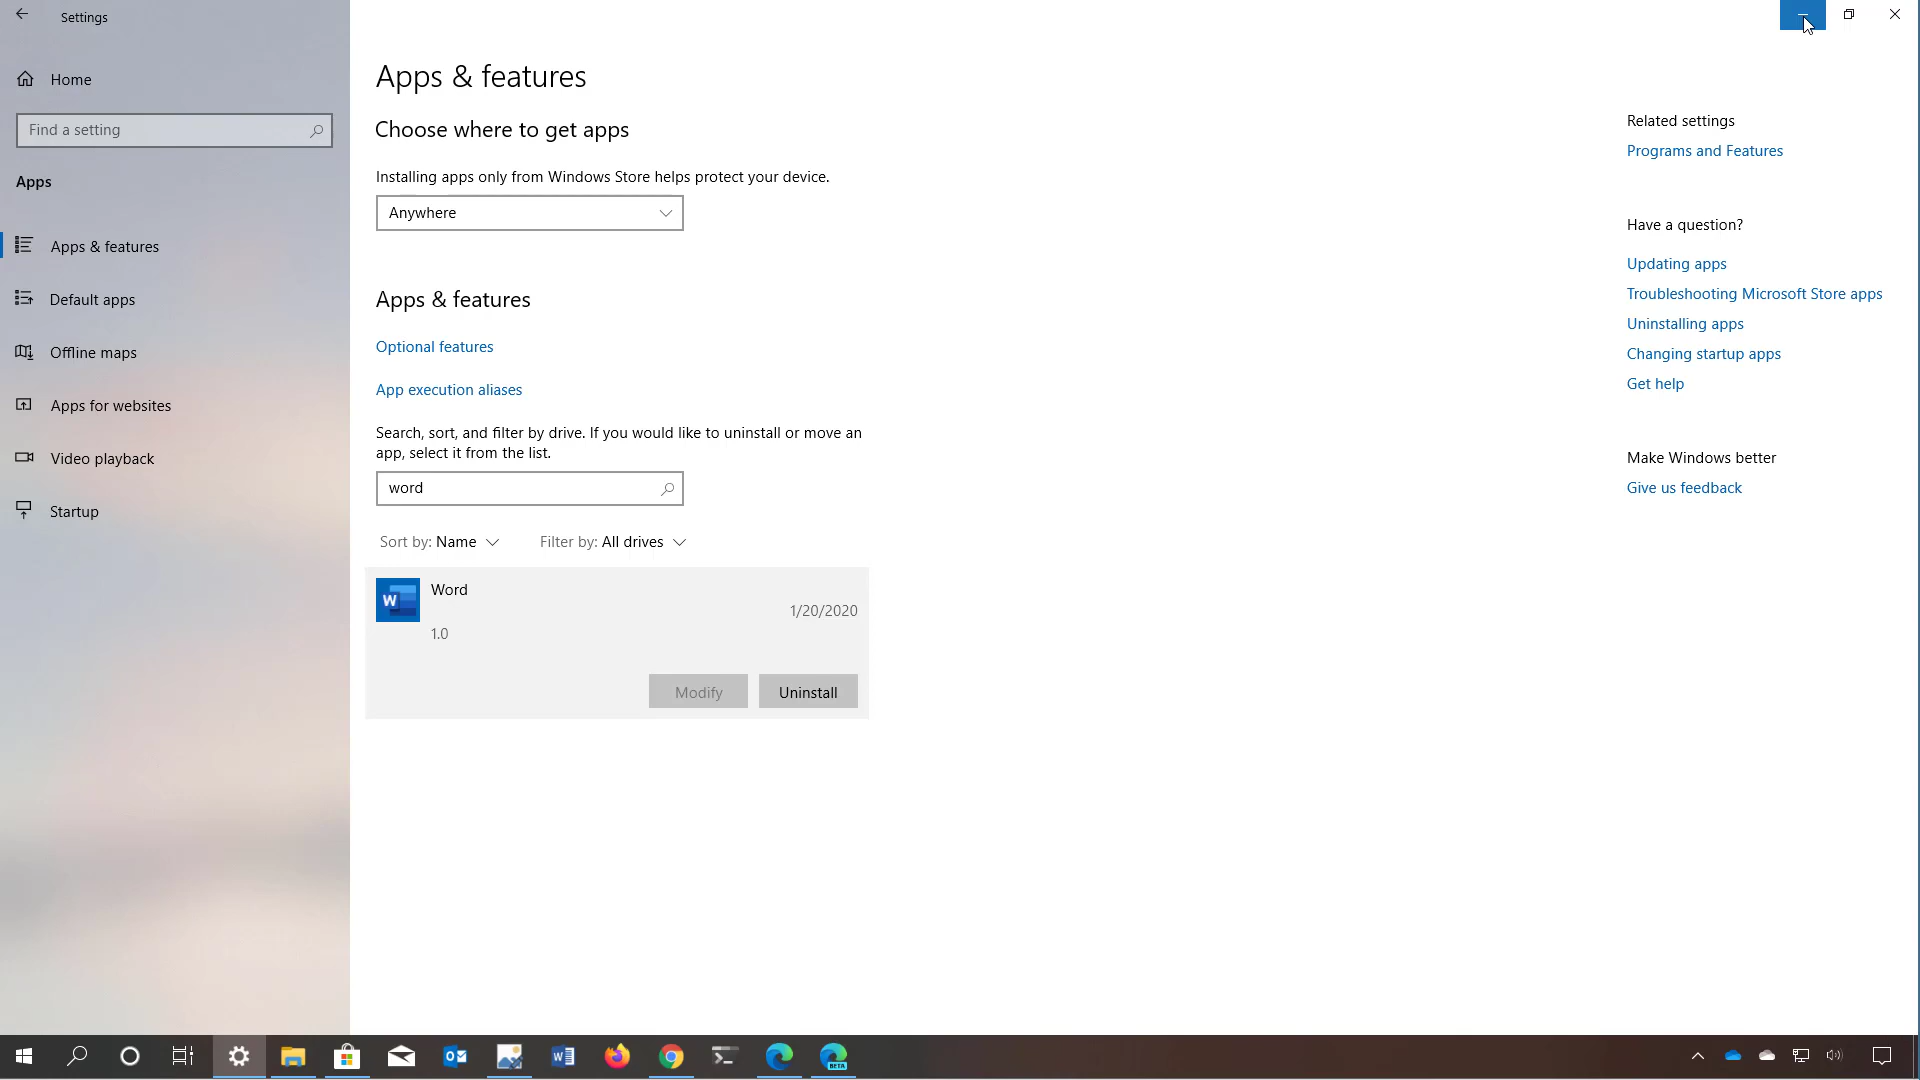 Settings
Home
Find a setting
Apps
Apps & features
Default apps
Offline maps
Apps for websites
Video playback
Startup
Apps & features
Choose where to get apps
Installing apps only from Windows Store helps protect your device.
Anywhere
Apps & features
Optional features
App execution aliases
Search, sort, and filter by drive. If you would like to uninstall or move an
app, select it from the list.
word
Sort by: Name
Filter by: All drives
W
Word
1/20/2020
1.0
Modify
Uninstall
Related settings
Programs and Features
Have a question?
Updating apps
Troubleshooting Microsoft Store apps
Uninstalling apps
Changing startup apps
Get help
Make Windows better
Give us feedback
BETA